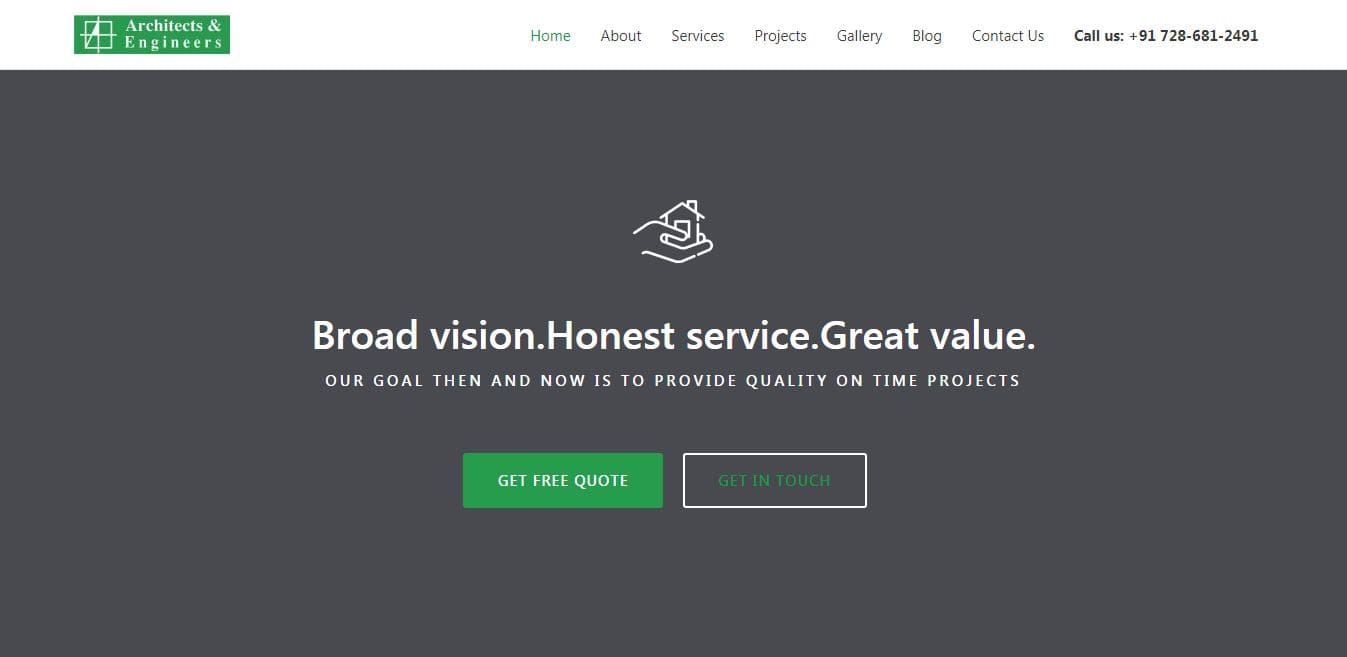 Architects &
Engineers
Home About Services Projects Gallery Blog Contact Us Call us: +91 728-681-2491
Broad vision.Honest service.Great value.
OUR GOAL THEN AND NOW IS TO PROVIDE QUALITY ON TIME PROJECTS
GET FREE QUOTE GET IN TOUCH